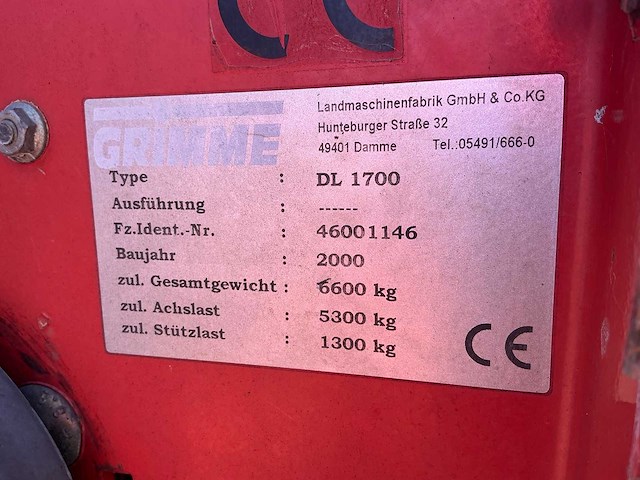 CE
GRIMME
Landmaschinenfabrik GmbH & Co.KG
Hunteburger Straße 32
49401 Damme Tel.:05491/666-0
Type : DL 1700
Ausführung : ------
Fz.Ident.-Nr. : 46001146
Baujahr : 2000
zul. Gesamtgewicht : 6600 kg
zul. Achslast : 5300 kg
zul. Stützlast : 1300 kg
CE